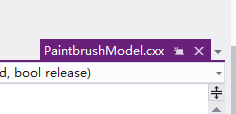 PaintbrushModel.cxx
d, bool release)